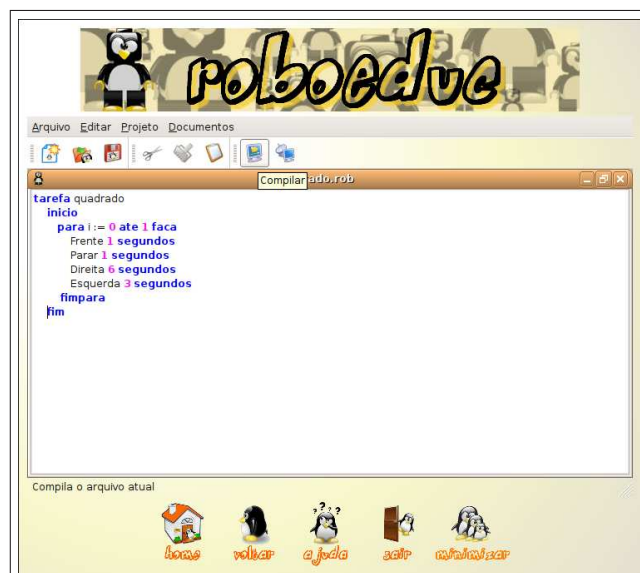 roboeduc
Arquivo Editar Projeto Documentos
Compilar
ado.rob
tarefa quadrado
inicio
para i := 0 ate 1 faca
Frente 1 segundos
Parar 1 segundos
Direita 6 segundos
Esquerda 3 segundos
fimpara
fim
Compila o arquivo atual
? ? ? ?
home voltar ajuda sair minimizar